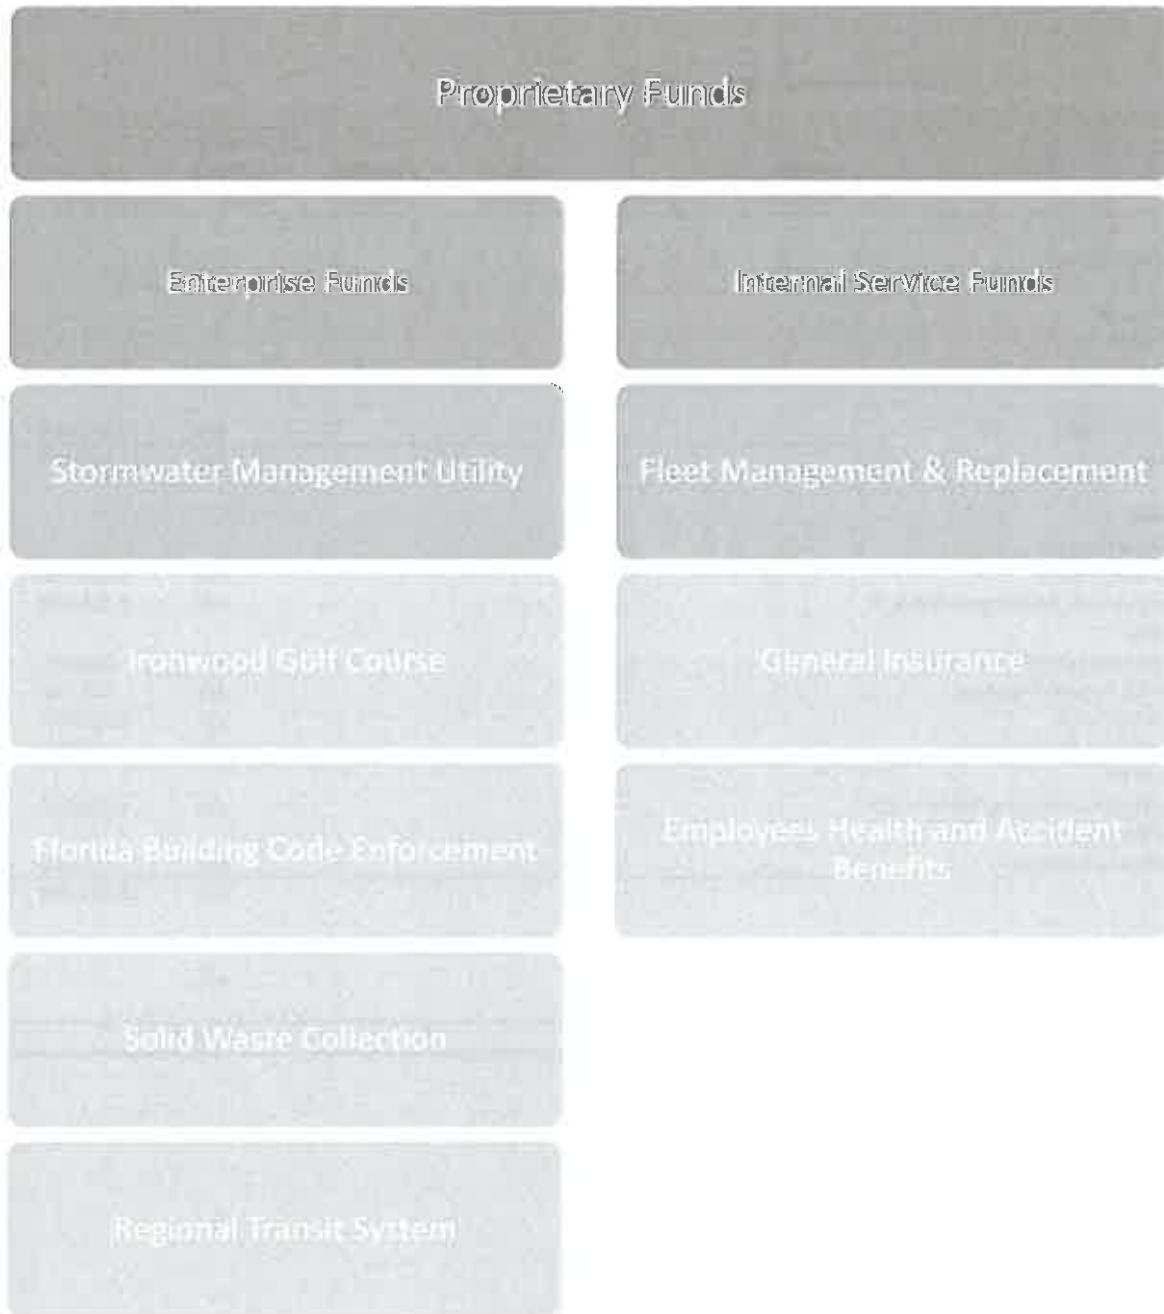 Proprietary Funds
Enterprise Funds
Internal Service Funds
Stormwater Management Utility
Fleet Management & Replacement
Ironwood Golf Course
General Insurance
Florida Building Code Enforcement
Employees Health and Accident
Benefits
Solid Waste Collection
Regional Transit System